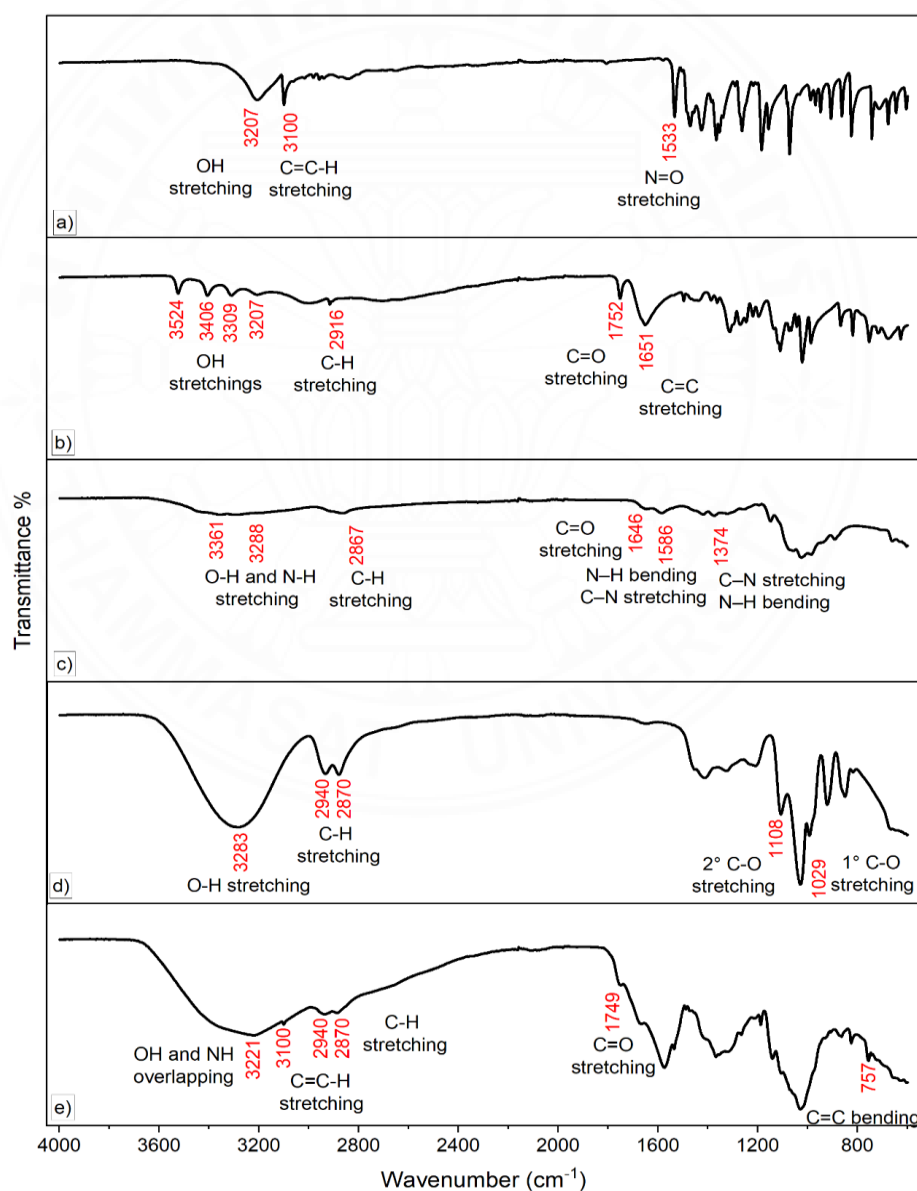 3207
3100
1533
OH
stretching
C=C-H
stretching
N=O
stretching
a)
3524
3406
3309
3207
2916
1752
1651
OH
stretchings
C-H
stretching
C=O
stretching
C=C
stretching
b)
3361
3288
2867
C=O
stretching
1646
1586
1374
O-H and N-H
stretching
C-H
stretching
N–H bending
C–N stretching
C–N stretching
N–H bending
c)
3283
2940
2870
C-H
stretching
O-H stretching
1108
1029
2° C-O
stretching
1° C-O
stretching
d)
3221
3100
2940
2870
1749
757
OH and NH
overlapping
C=C-H
stretching
C-H
stretching
C=O
stretching
C=C bending
e)
Transmittance %
4000 3600 3200 2800 2400 2000 1600 1200 800
Wavenumber (cm⁻¹)
THAMMASAT UNIVERSI